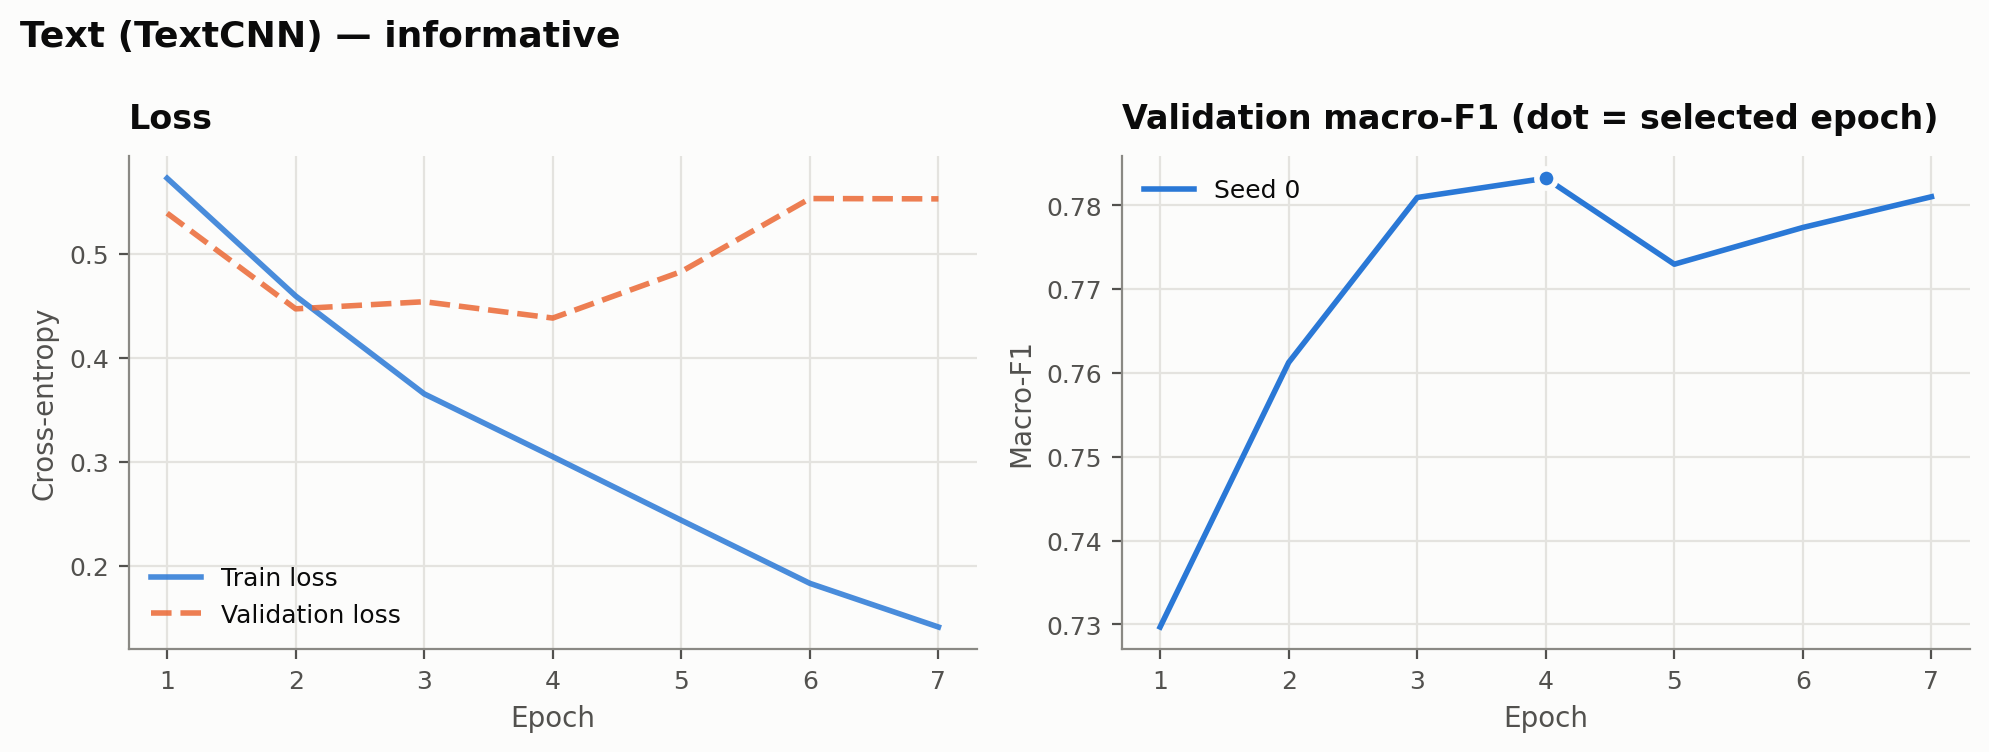 Text (TextCNN) — informative
Loss
Cross-entropy
0.5
0.4
0.3
0.2
Train loss
Validation loss
1 2 3 4 5 6 7
Epoch
Validation macro-F1 (dot = selected epoch)
Seed 0
Macro-F1
0.78
0.77
0.76
0.75
0.74
0.73
1 2 3 4 5 6 7
Epoch